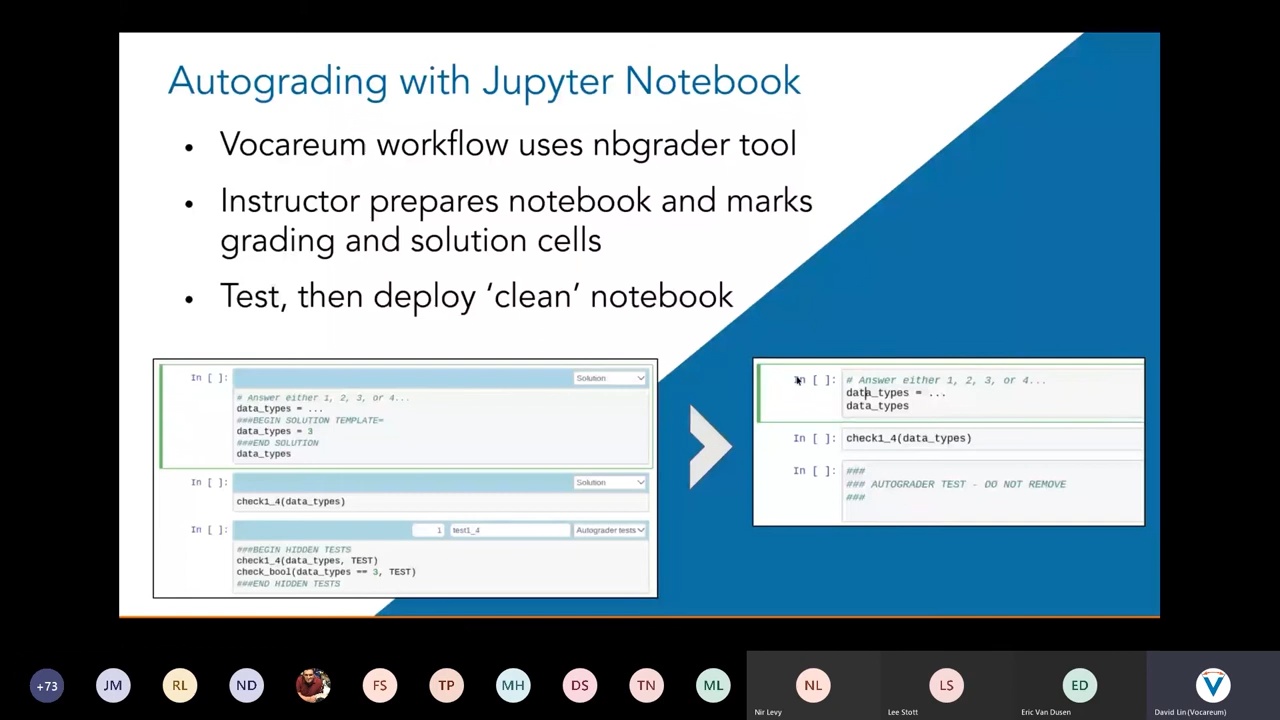 Autograding with Jupyter Notebook
• Vocareum workflow uses nbgrader tool
• Instructor prepares notebook and marks
grading and solution cells
• Test, then deploy ‘clean’ notebook
In [ ]:
Solution
# Answer either 1, 2, 3, or 4...
data_types = ...
###BEGIN SOLUTION TEMPLATE=
data_types = 3
###END SOLUTION
data_types
In [ ]:
Solution
check1_4(data_types)
In [ ]:
1
test1_4
Autograder tests
###BEGIN HIDDEN TESTS
check1_4(data_types, TEST)
check_bool(data_types == 3, TEST)
###END HIDDEN TESTS
In [ ]:
# Answer either 1, 2, 3, or 4...
data_types = ...
data_types
In [ ]:
check1_4(data_types)
In [ ]:
###
### AUTOGRADER TEST - DO NOT REMOVE
###
+73
JM
RL
ND
FS
TP
MH
DS
TN
ML
NL
Nir Levy
LS
Lee Stott
ED
Eric Van Dusen
David Lin (Vocareum)